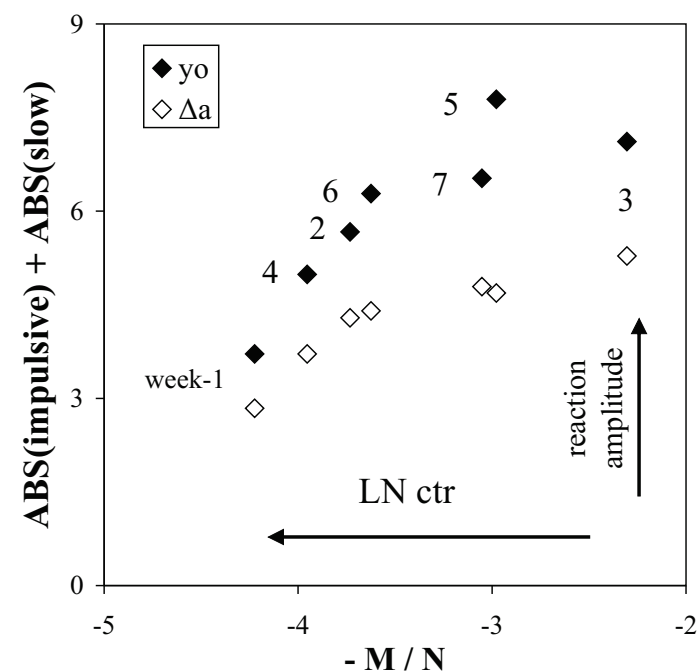 9
yo
Δa
5
7
6
3
2
6
4
week-1
3
reaction
amplitude
LN ctr
0
-5
-4
-3
-2
- M / N
ABS(impulsive) + ABS(slow)